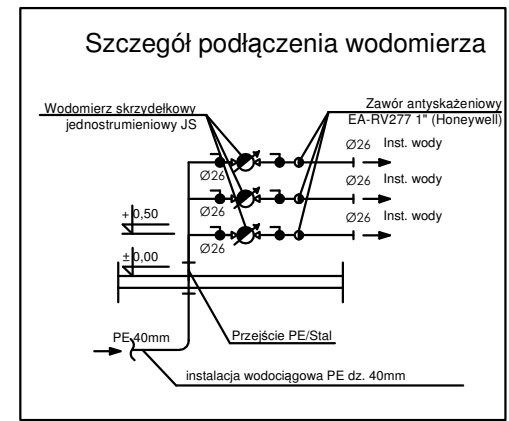 Szczegół podłączenia wodomierza
Wodomierz skrzydełkowy
jednostrumieniowy JS
Zawór antyskażeniowy
EA-RV277 1" (Honeywell)
Ø26
Ø26 Inst. wody
Ø26
Ø26 Inst. wody
Ø26
Ø26 Inst. wody
+0,50
±0,00
PE 40mm
Przejście PE/Stal
instalacja wodociągowa PE dz. 40mm